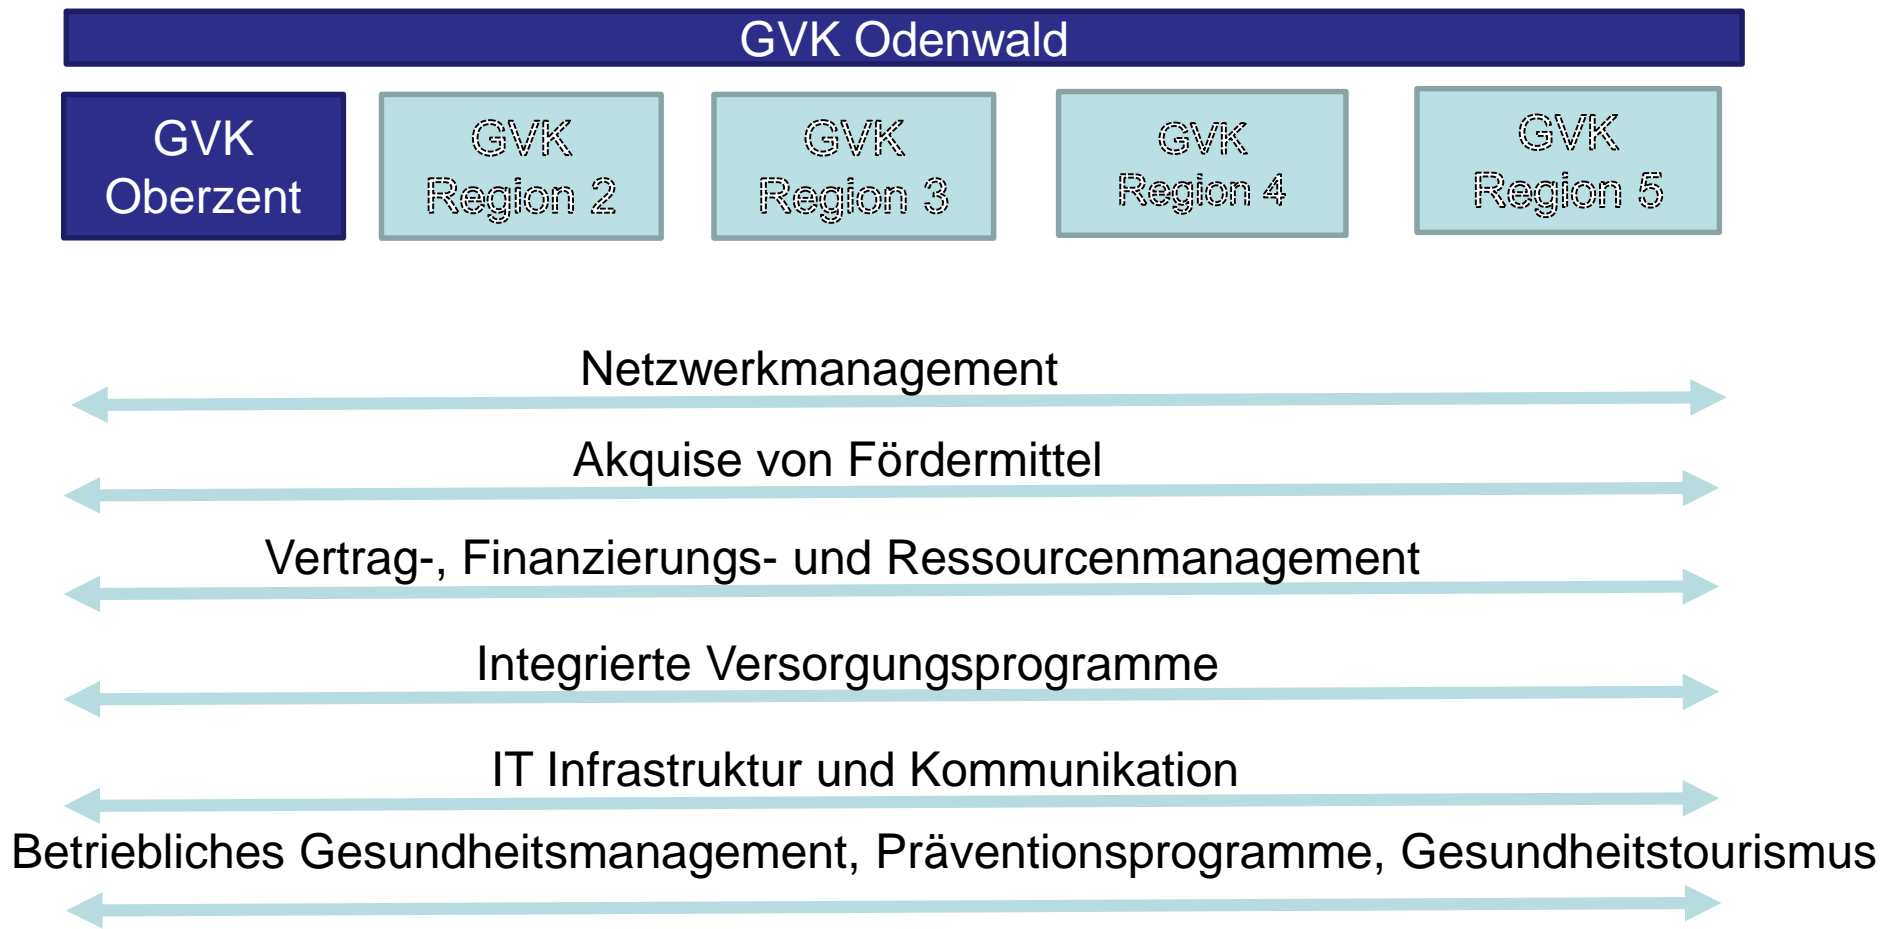 GVK Odenwald
GVK
Oberzent
GVK
Region 2
GVK
Region 3
GVK
Region 4
GVK
Region 5
Netzwerkmanagement
Akquise von Fördermittel
Vertrag-, Finanzierungs- und Ressourcenmanagement
Integrierte Versorgungsprogramme
IT Infrastruktur und Kommunikation
Betriebliches Gesundheitsmanagement, Präventionsprogramme, Gesundheitstourismus